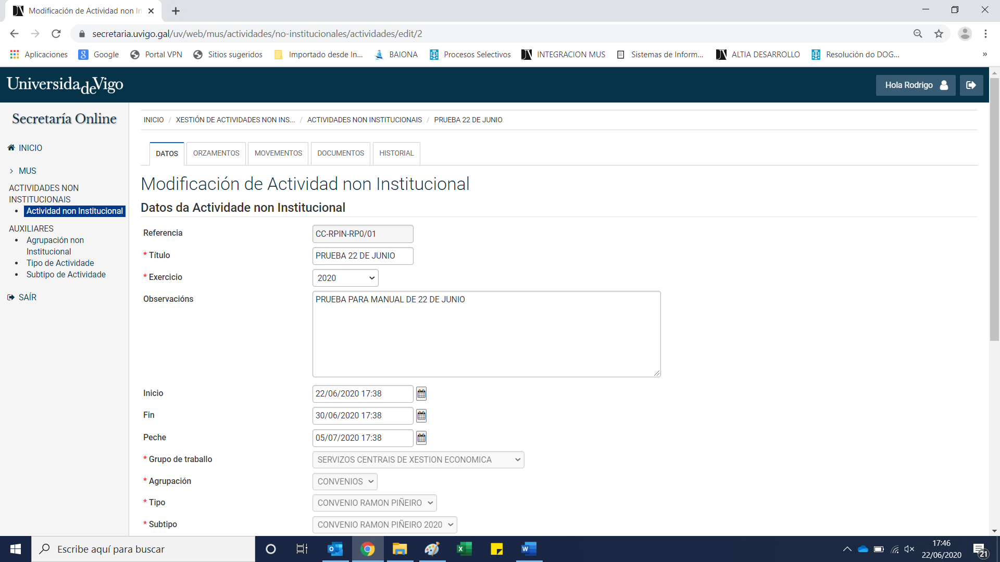 Modificación de Actividad non In
secretaria.uvigo.gal/uv/web/mus/actividades/no-institucionales/actividades/edit/2
Aplicaciones Google Portal VPN Sitios sugeridos Importado desde In... BAIONA Procesos Selectivos INTEGRACION MUS Sistemas de Inform... ALTIA DESARROLLO Resolución do DOG... »
UniversidadeVigo
Hola Rodrigo
Secretaría Online
INICIO
MUS
ACTIVIDADES NON
INSTITUCIONAIS
• Actividad non Institucional
AUXILIARES
• Agrupación non
Institucional
• Tipo de Actividade
• Subtipo de Actividade
SAÍR
INICIO / XESTIÓN DE ACTIVIDADES NON INS... / ACTIVIDADES NON INSTITUCIONAIS / PRUEBA 22 DE JUNIO
DATOS ORZAMENTOS MOVEMENTOS DOCUMENTOS HISTORIAL
Modificación de Actividad non Institucional
Datos da Actividade non Institucional
Referencia CC-RPIN-RP0/01
* Título PRUEBA 22 DE JUNIO
* Exercicio 2020
Observacións PRUEBA PARA MANUAL DE 22 DE JUNIO
Inicio 22/06/2020 17:38
Fin 30/06/2020 17:38
Peche 05/07/2020 17:38
* Grupo de traballo SERVIZOS CENTRAIS DE XESTION ECONOMICA
* Agrupación CONVENIOS
* Tipo CONVENIO RAMON PIÑEIRO
* Subtipo CONVENIO RAMON PIÑEIRO 2020
Escribe aquí para buscar
17:46
22/06/2020
21